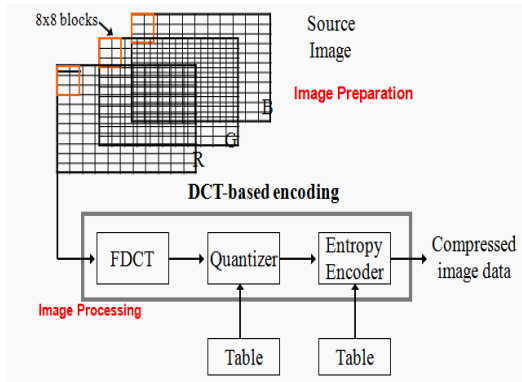 8x8 blocks
Source
Image
Image Preparation
B
G
R
DCT-based encoding
FDCT
Quantizer
Entropy
Encoder
Compressed
image data
Image Processing
Table
Table